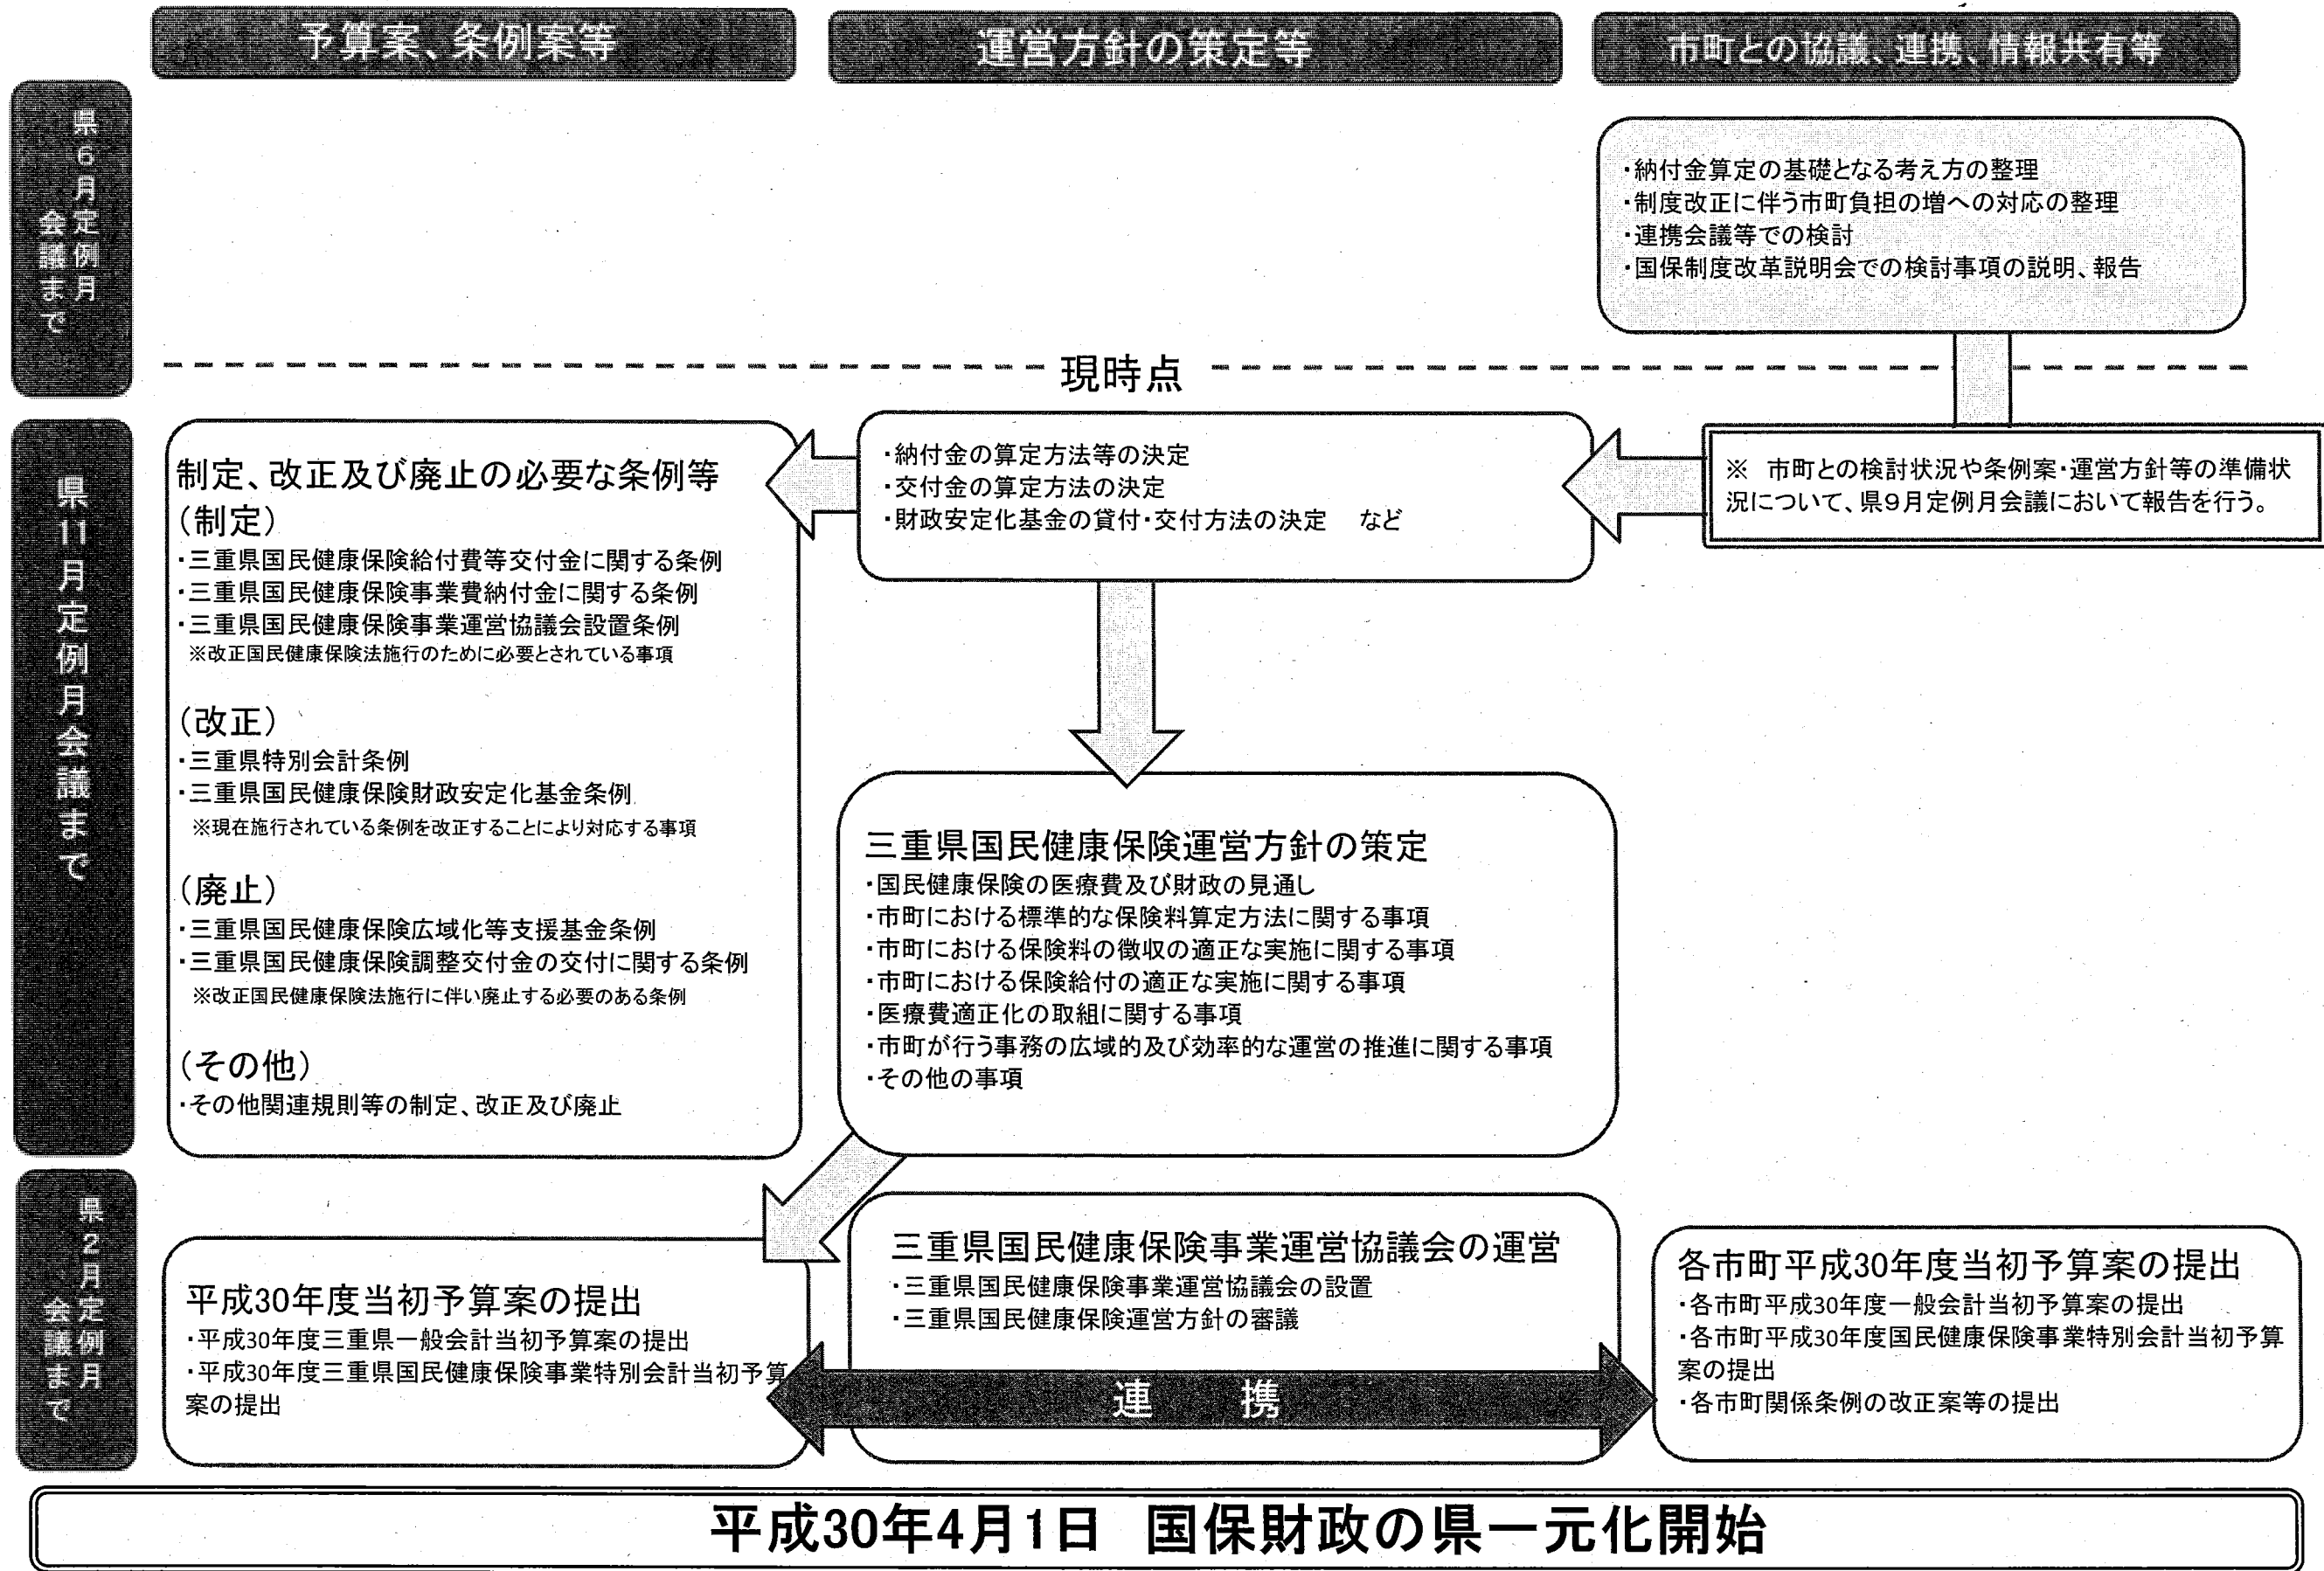 予算案、条例案等
運営方針の策定等
市町との協議、連携、情報共有等
県6月定例月
会議まで
・納付金算定の基礎となる考え方の整理
・制度改正に伴う市町負担の増への対応の整理
・連携会議等での検討
・国保制度改革説明会での検討事項の説明、報告
現時点
県11月定例月会議まで
制定、改正及び廃止の必要な条例等
（制定）
・三重県国民健康保険給付費等交付金に関する条例
・三重県国民健康保険事業費納付金に関する条例
・三重県国民健康保険事業運営協議会設置条例
※改正国民健康保険法施行のために必要とされている事項
（改正）
・三重県特別会計条例
・三重県国民健康保険財政安定化基金条例
※現在施行されている条例を改正することにより対応する事項
（廃止）
・三重県国民健康保険広域化等支援基金条例
・三重県国民健康保険調整交付金の交付に関する条例
※改正国民健康保険法施行に伴い廃止する必要のある条例
（その他）
・その他関連規則等の制定、改正及び廃止
・納付金の算定方法等の決定
・交付金の算定方法の決定
・財政安定化基金の貸付・交付方法の決定　など
※　市町との検討状況や条例案・運営方針等の準備状
況について、県９月定例月会議において報告を行う。
三重県国民健康保険運営方針の策定
・国民健康保険の医療費及び財政の見通し
・市町における標準的な保険料算定方法に関する事項
・市町における保険料の徴収の適正な実施に関する事項
・市町における保険給付の適正な実施に関する事項
・医療費適正化の取組に関する事項
・市町が行う事務の広域的及び効率的な運営の推進に関する事項
・その他の事項
県2月定例月
会議まで
平成30年度当初予算案の提出
・平成30年度三重県一般会計当初予算案の提出
・平成30年度三重県国民健康保険事業特別会計当初予算
案の提出
三重県国民健康保険事業運営協議会の運営
・三重県国民健康保険事業運営協議会の設置
・三重県国民健康保険運営方針の審議
連　携
各市町平成30年度当初予算案の提出
・各市町平成30年度一般会計当初予算案の提出
・各市町平成30年度国民健康保険事業特別会計当初予算
案の提出
・各市町関係条例の改正案等の提出
平成30年4月1日　国保財政の県一元化開始